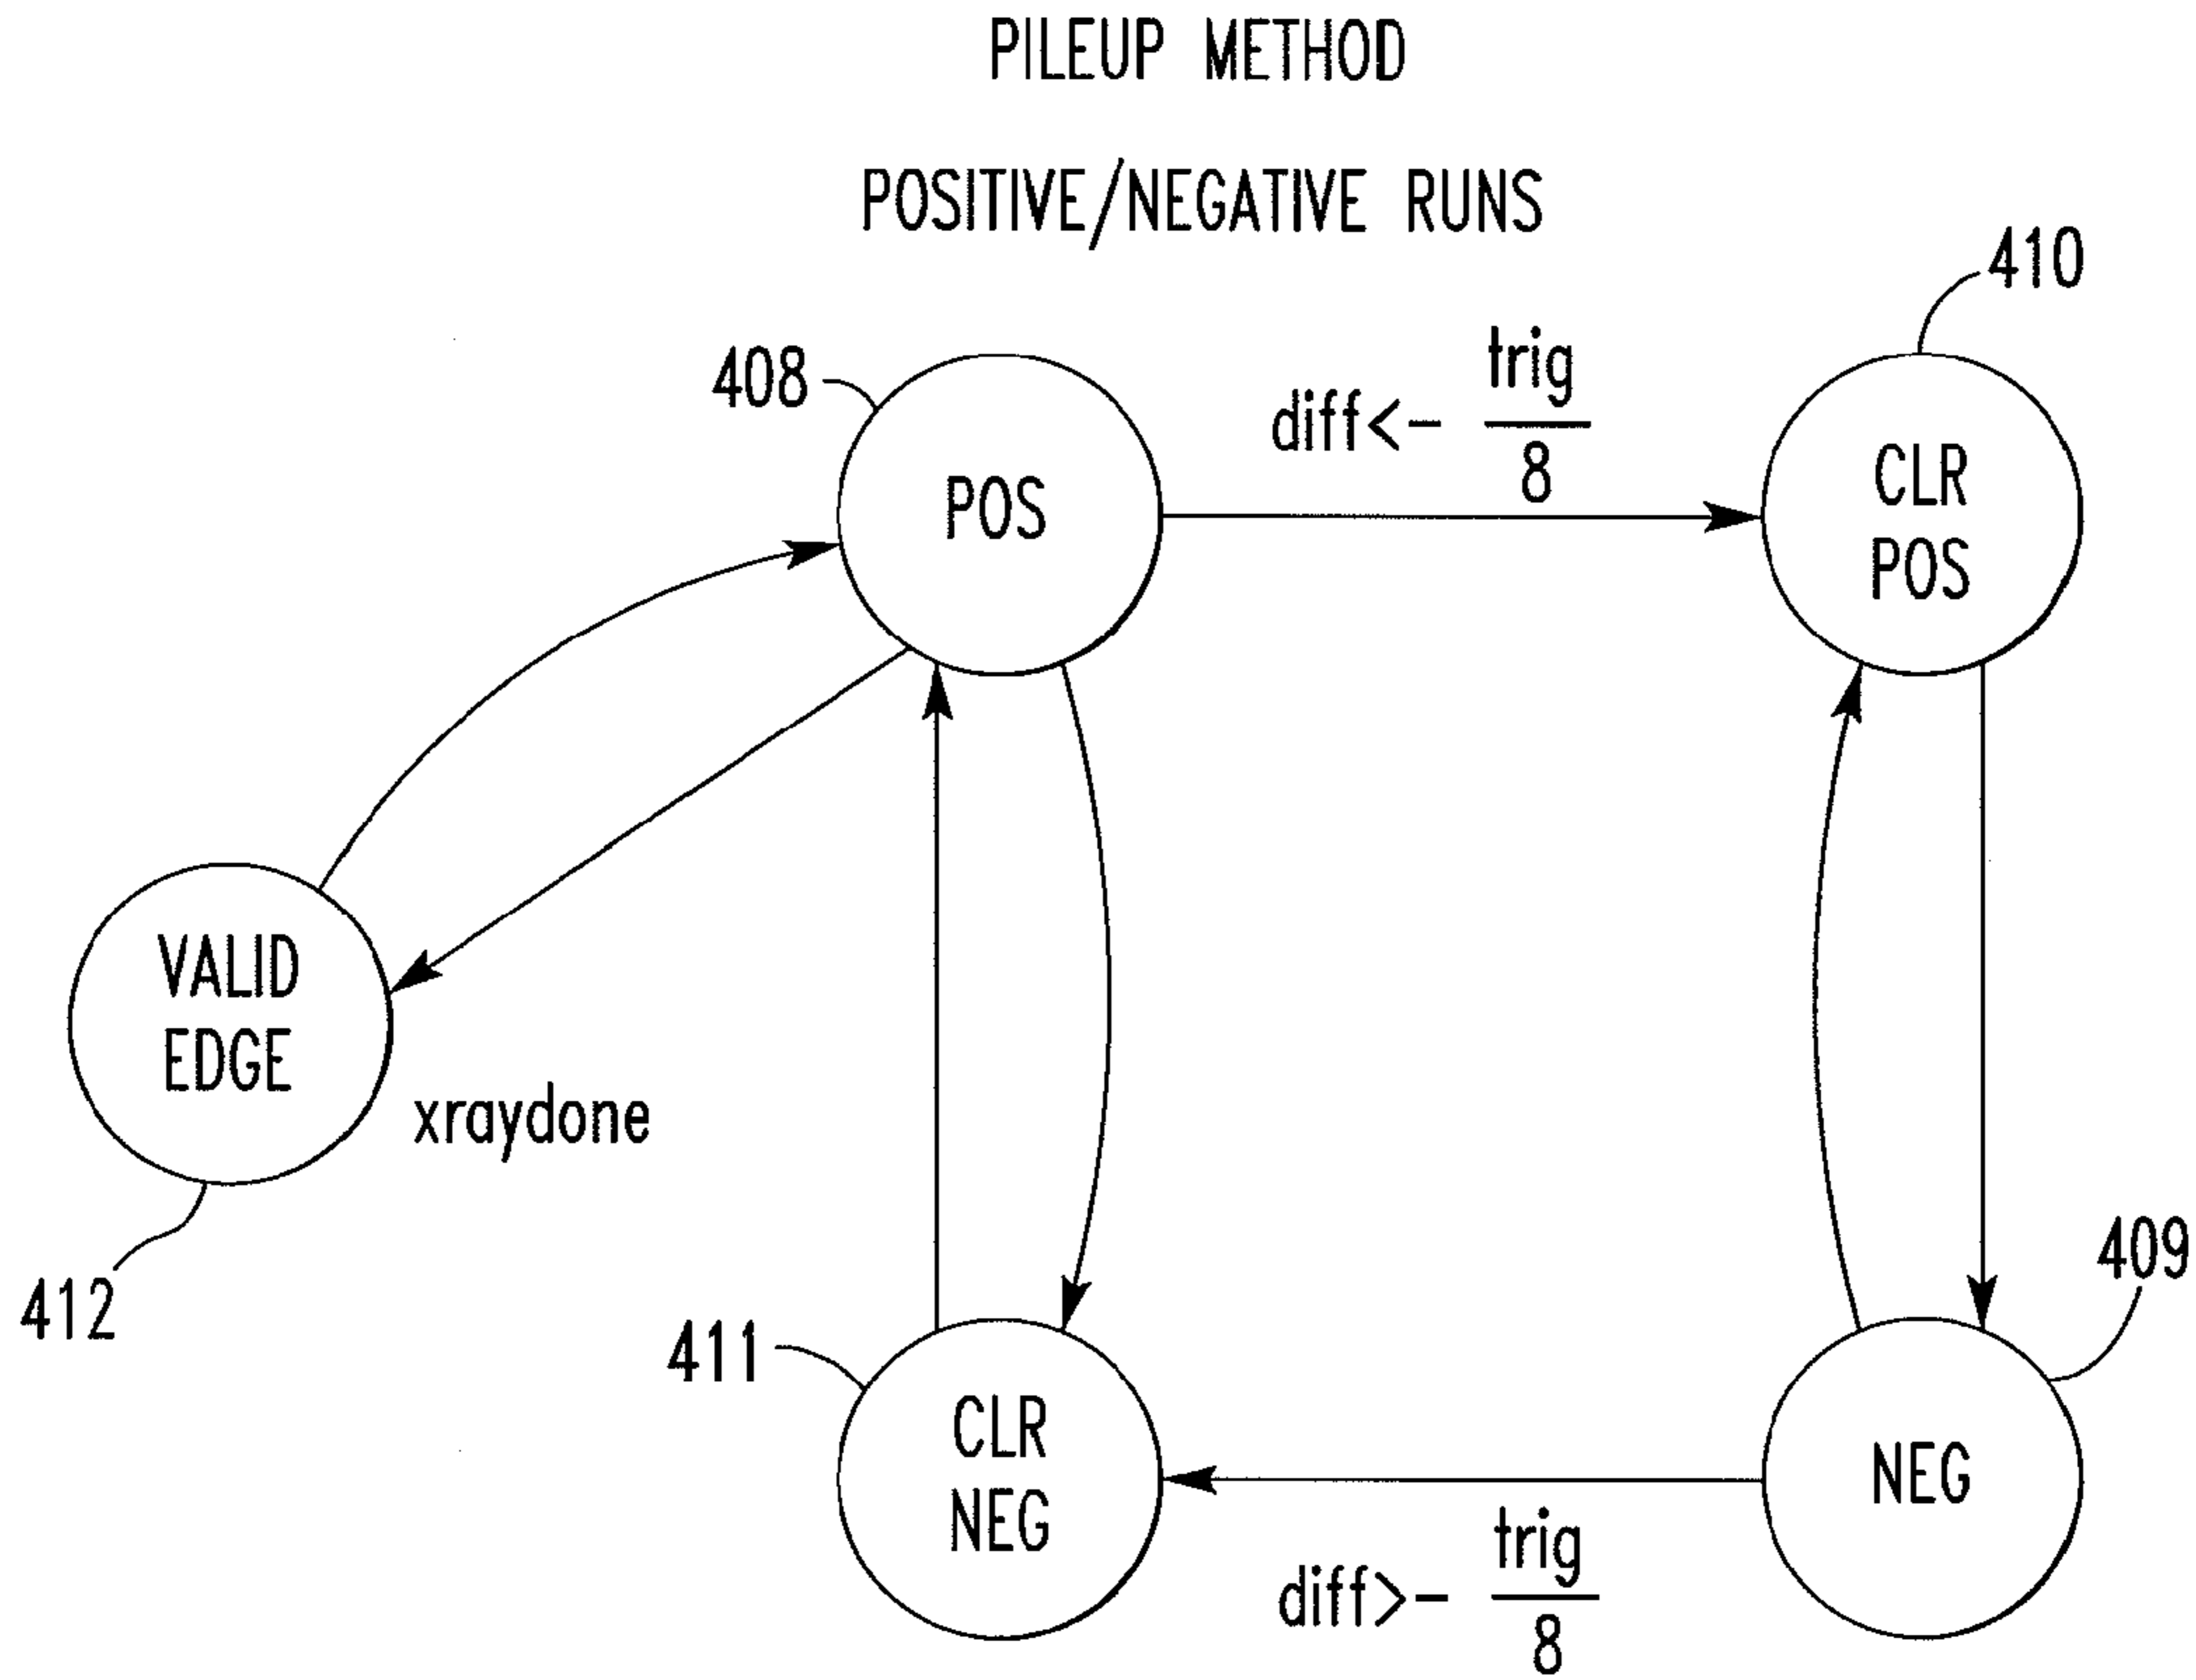 PILEUP METHOD
POSITIVE/NEGATIVE RUNS
410
408
trig
diff<-
8
POS
CLR
POS
VALID
EDGE
xraydone
412
409
411
CLR
NEG
NEG
trig
diff>-
8